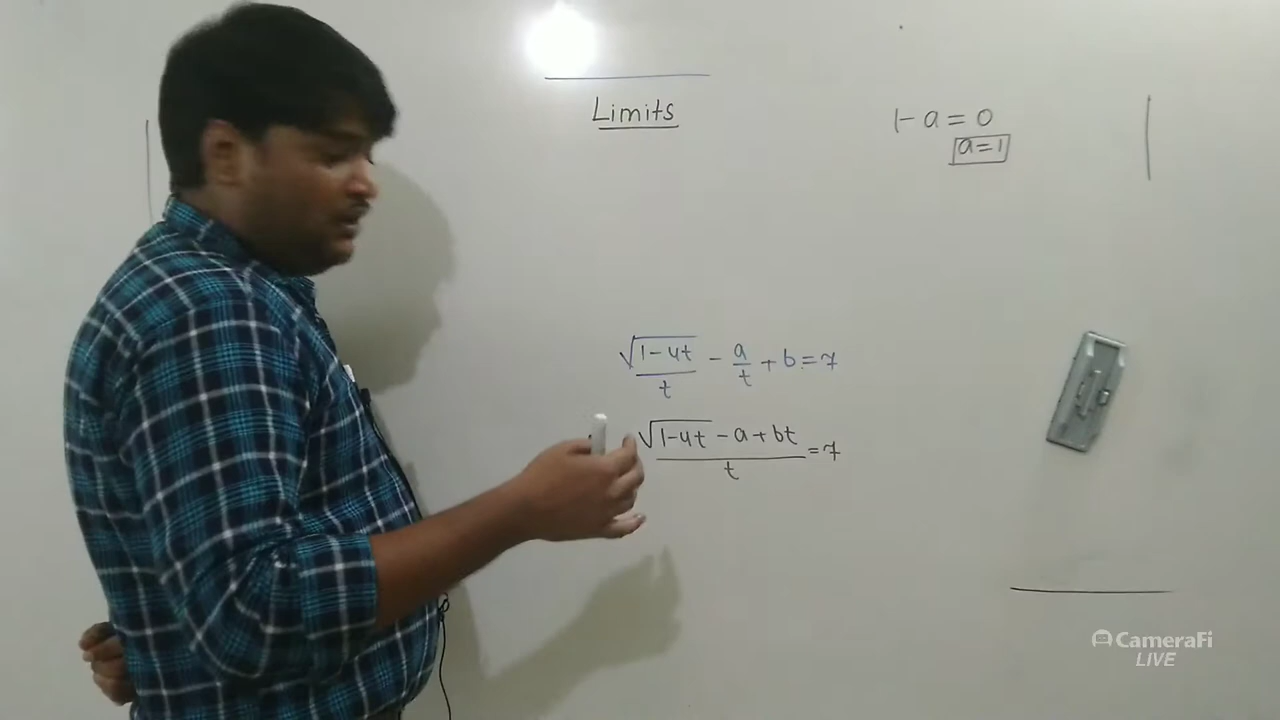 Limits
1-a=0
a=1
√(1-4t)/t - a/t + b = 7
(√(1-4t) - a + bt)/t = 7
CameraFi
LIVE